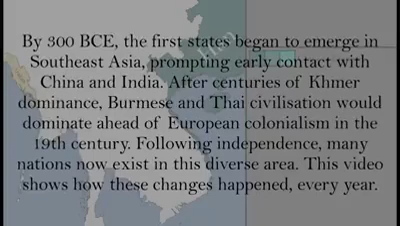 By 300 BCE, the first states began to emerge in
Southeast Asia, prompting early contact with
China and India. After centuries of Khmer
dominance, Burmese and Thai civilisation would
dominate ahead of European colonialism in the
19th century. Following independence, many
nations now exist in this diverse area. This video
shows how these changes happened, every year.